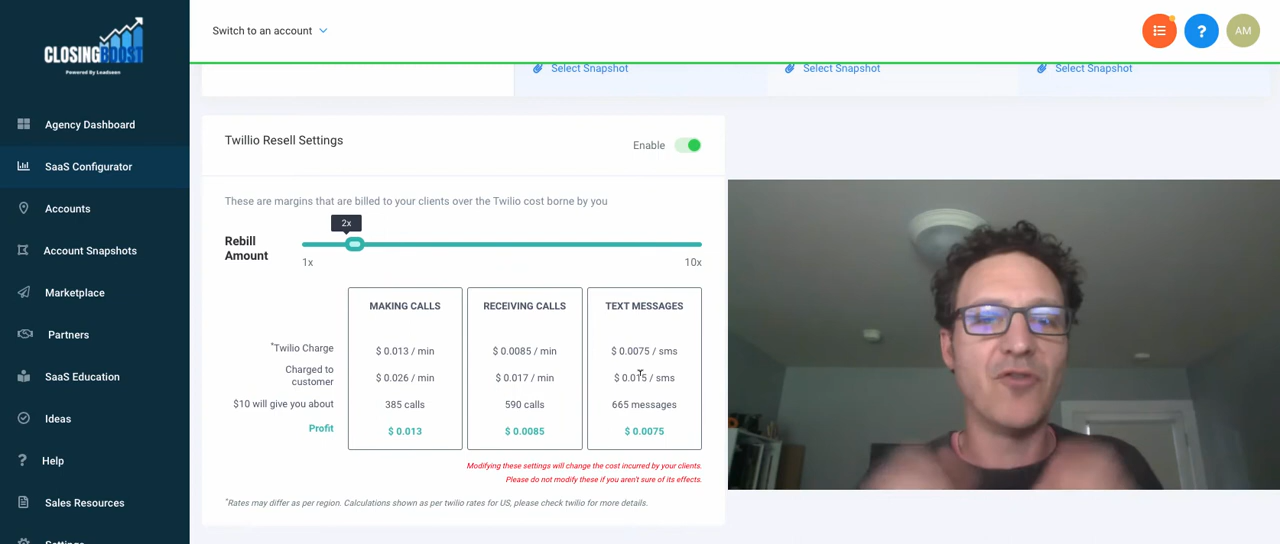 CLOSINGBOOST
Powered By Leadseen
Switch to an account
?
AM
Agency Dashboard
SaaS Configurator
Accounts
Account Snapshots
Marketplace
Partners
SaaS Education
Ideas
? Help
Sales Resources
Settings
Select Snapshot Select Snapshot Select Snapshot
Twillio Resell Settings
Enable
These are margins that are billed to your clients over the Twilio cost borne by you
2x
Rebill
Amount
1x 10x
MAKING CALLS RECEIVING CALLS TEXT MESSAGES
*Twilio Charge $ 0.013 / min $ 0.0085 / min $ 0.0075 / sms
Charged to
customer $ 0.026 / min $ 0.017 / min $ 0.015 / sms
$10 will give you about 385 calls 590 calls 665 messages
Profit $ 0.013 $ 0.0085 $ 0.0075
Modifying these settings will change the cost incurred by your clients.
Please do not modify these if you aren't sure of its effects.
*Rates may differ as per region. Calculations shown as per twilio rates for US, please check twilio for more details.